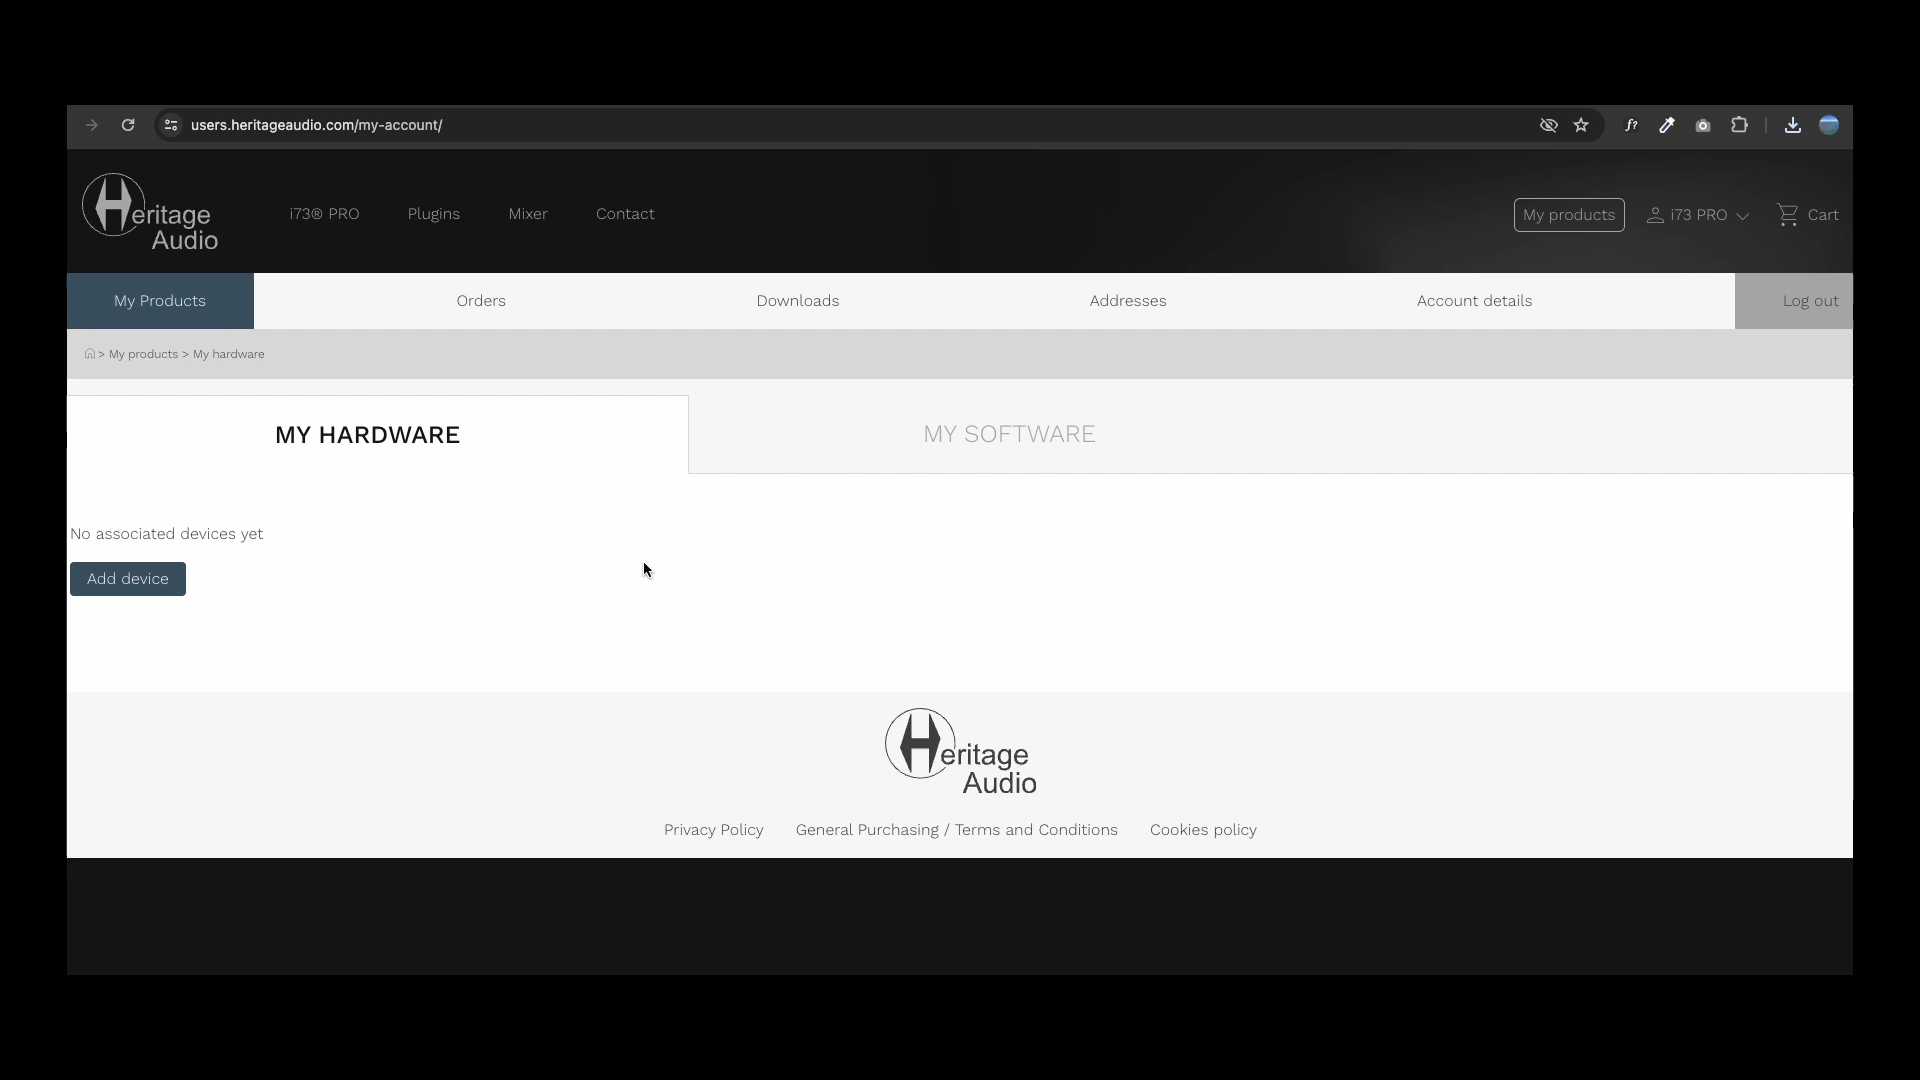 users.heritageaudio.com/my-account/
f?
Heritage
Audio
i73® PRO Plugins Mixer Contact
My products i73 PRO Cart
My Products Orders Downloads Addresses Account details Log out
> My products > My hardware
MY HARDWARE MY SOFTWARE
No associated devices yet
Add device
Heritage
Audio
Privacy Policy General Purchasing / Terms and Conditions Cookies policy